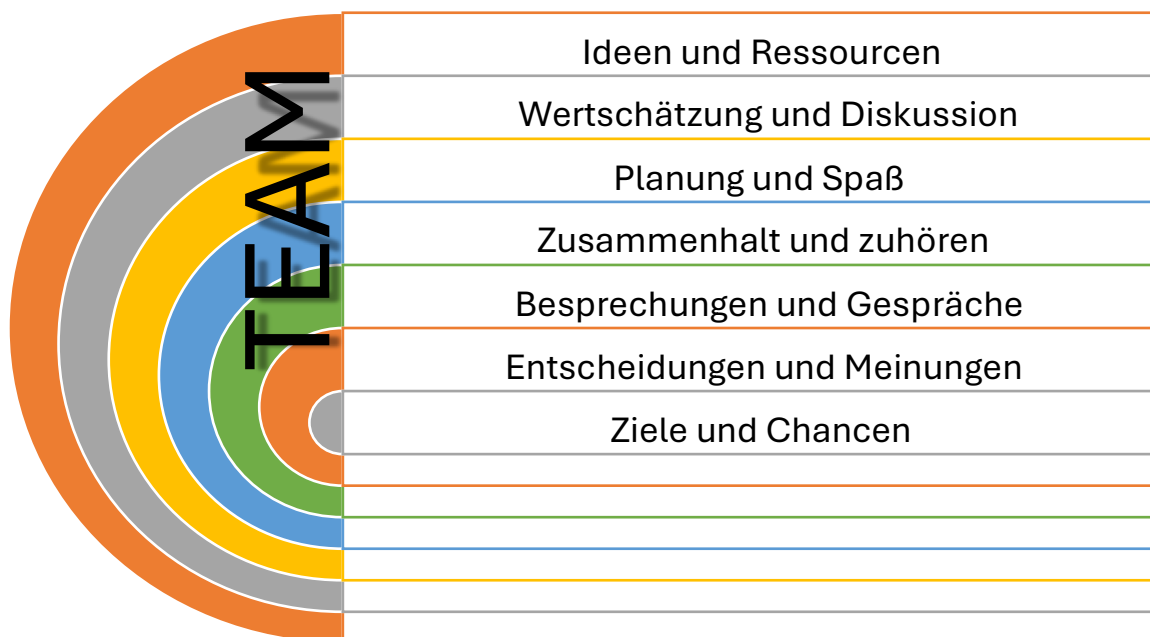 TEAM
Ideen und Ressourcen
Wertschätzung und Diskussion
Planung und Spaß
Zusammenhalt und zuhören
Besprechungen und Gespräche
Entscheidungen und Meinungen
Ziele und Chancen